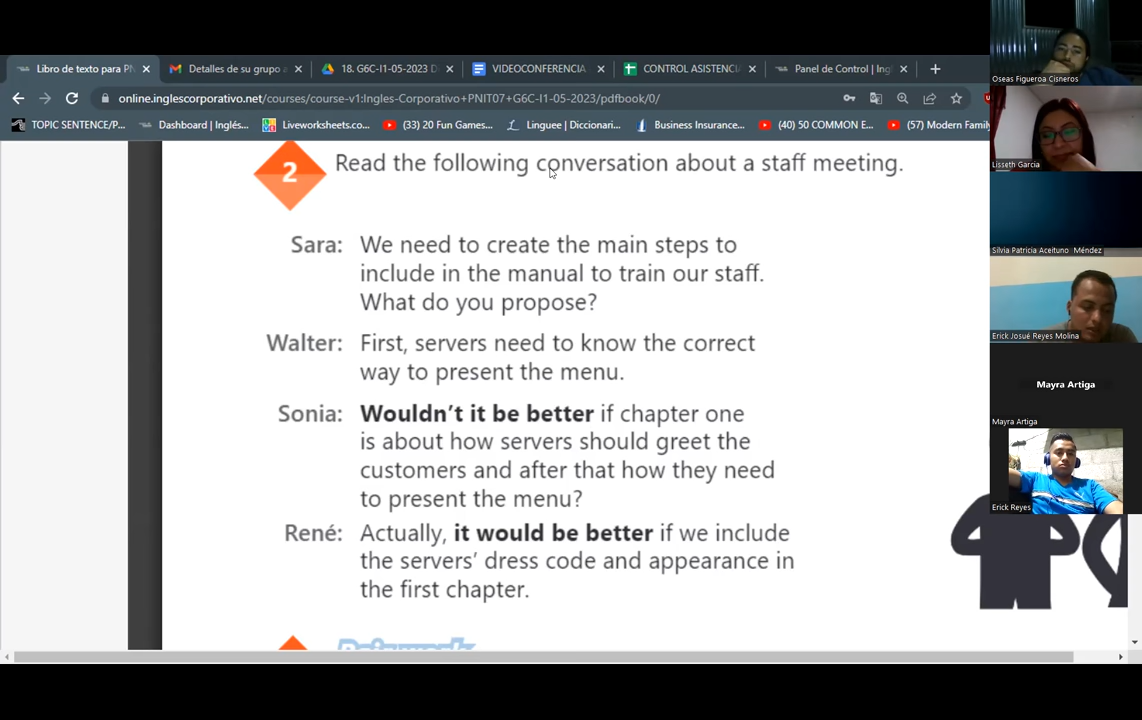 Libro de texto para PN
Detalles de su grupo a
18. G6C-I1-05-2023 D
VIDEOCONFERENCIA
CONTROL ASISTENCI
Panel de Control | Ing
online.inglescorporativo.net/courses/course-v1:Ingles-Corporativo+PNIT07+G6C-I1-05-2023/pdfbook/0/
TOPIC SENTENCE/P...
Dashboard | Inglés...
Liveworksheets.co...
(33) 20 Fun Games...
Linguee | Diccionari...
Business Insurance...
(40) 50 COMMON E...
(57) Modern Family
2
Read the following conversation about a staff meeting.
Sara: We need to create the main steps to
include in the manual to train our staff.
What do you propose?
Walter: First, servers need to know the correct
way to present the menu.
Sonia: Wouldn't it be better if chapter one
is about how servers should greet the
customers and after that how they need
to present the menu?
René: Actually, it would be better if we include
the servers' dress code and appearance in
the first chapter.
Pairwork
Oseas Figueroa Cisneros
Lisseth Garcia
Silvia Patricia Aceituno Méndez
Erick Josué Reyes Molina
Mayra Artiga
Mayra Artiga
Erick Reyes